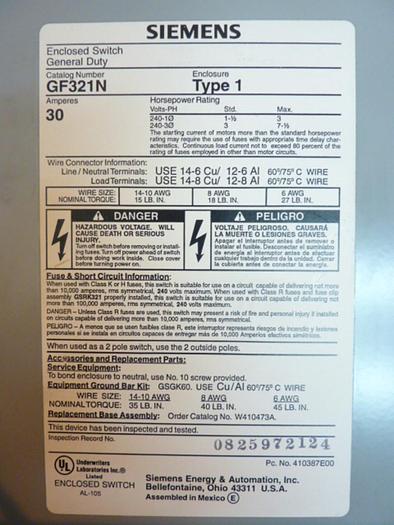 SIEMENS
Enclosed Switch
General Duty
Catalog Number Enclosure
GF321N Type 1
Amperes Horsepower Rating
30 Volts-PH Std. Max.
240-1Ø 1-½ 3
240-3Ø 3 7-½
The starting current of motors more than the standard horsepower
rating may require the use of fuses with appropriate time delay char-
acteristics. Continuous load current not to exceed 80 percent of the
rating of fuses employed in other than motor circuits.
Wire Connector Information:
Line / Neutral Terminals: USE 14-6 Cu/ 12-6 Al 60°/75° C WIRE
Load Terminals: USE 14-8 Cu/ 12-8 Al 60°/75° C WIRE
WIRE SIZE: 14-10 AWG 8 AWG 6 AWG
NOMINAL TORQUE: 15 LB. IN. 18 LB. IN. 27 LB. IN.
DANGER
HAZARDOUS VOLTAGE. WILL
CAUSE DEATH OR SERIOUS
INJURY.
Turn off switch before removing or install-
ing fuses. Turn off power ahead of switch
before doing work inside. Close cover
before turning power on.
PELIGRO
VOLTAJE PELIGROSO. CAUSARÁ
LA MUERTE O LESIONES GRAVES.
Apagar el interruptor antes de remover o
instalar el fusible. Desconectar el suministro
de energia al interruptor antes de efectuar
cualquier trabajo dentro de la unidad. Cerrar
la cubierta antes de conectar la energia.
Fuse & Short Circuit Information:
When used with Class K or H fuses, this switch is suitable for use on a circuit capable of delivering not more
than 10,000 amperes, rms symmetrical, 240 volts maximum. When used with Class R fuses and fuse clip
assembly GSRK321 properly installed, this switch is suitable for use on circuits capable of delivering not
more than 100,000 amperes, rms symmetrical, 240 volts maximum.
DANGER – Unless Class R fuses are used, this switch may present a risk of fire and personal injury if installed
on circuits capable of delivering more than 10,000 amperes, rms symmetrical.
PELIGRO – A menos que se usen fusibles clase R, este interruptor representa riesgos de incendio y lesiones
personales si se instala en circuitos capaces de entregar más de 10,000 Amperios efectivos simétricos.
When used as a 2 pole switch, use the 2 outside poles.
Accessories and Replacement Parts:
Service Equipment:
To bond enclosure to neutral, use No. 10 screw provided.
Equipment Ground Bar Kit: GSGK60. USE Cu/Al 60°/75° C WIRE
WIRE SIZE: 14-10 AWG 8 AWG 6 AWG
NOMINAL TORQUE: 35 LB. IN. 40 LB. IN. 45 LB. IN.
Replacement Base Assembly: Order Catalog No. W410473A.
This device has been inspected and tested.
Inspection Record No.
0825972124
Pc. No. 410387E00
UL
Underwriters
Laboratories Inc.®
Listed
ENCLOSED SWITCH
AL-105
Siemens Energy & Automation, Inc.
Bellefontaine, Ohio 43311 U.S.A.
Assembled in Mexico E